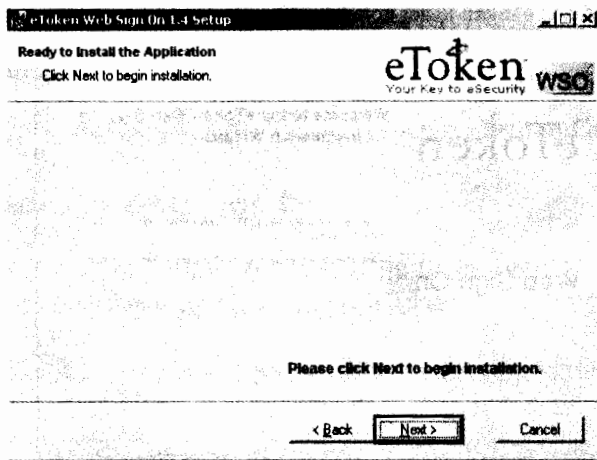 eToken Web Sign On 1.4 Setup
Ready to Install the Application
Click Next to begin installation.
eToken
Your Key to eSecurity
WSO
Please click Next to begin installation.
< Back
Next >
Cancel